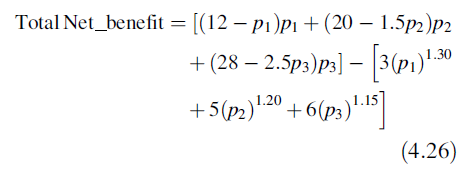 Total Net_benefit = [(12 − p₁)p₁ + (20 − 1.5p₂)p₂
+ (28 − 2.5p₃)p₃] − [3(p₁)^1.30
+ 5(p₂)^1.20 + 6(p₃)^1.15]
(4.26)